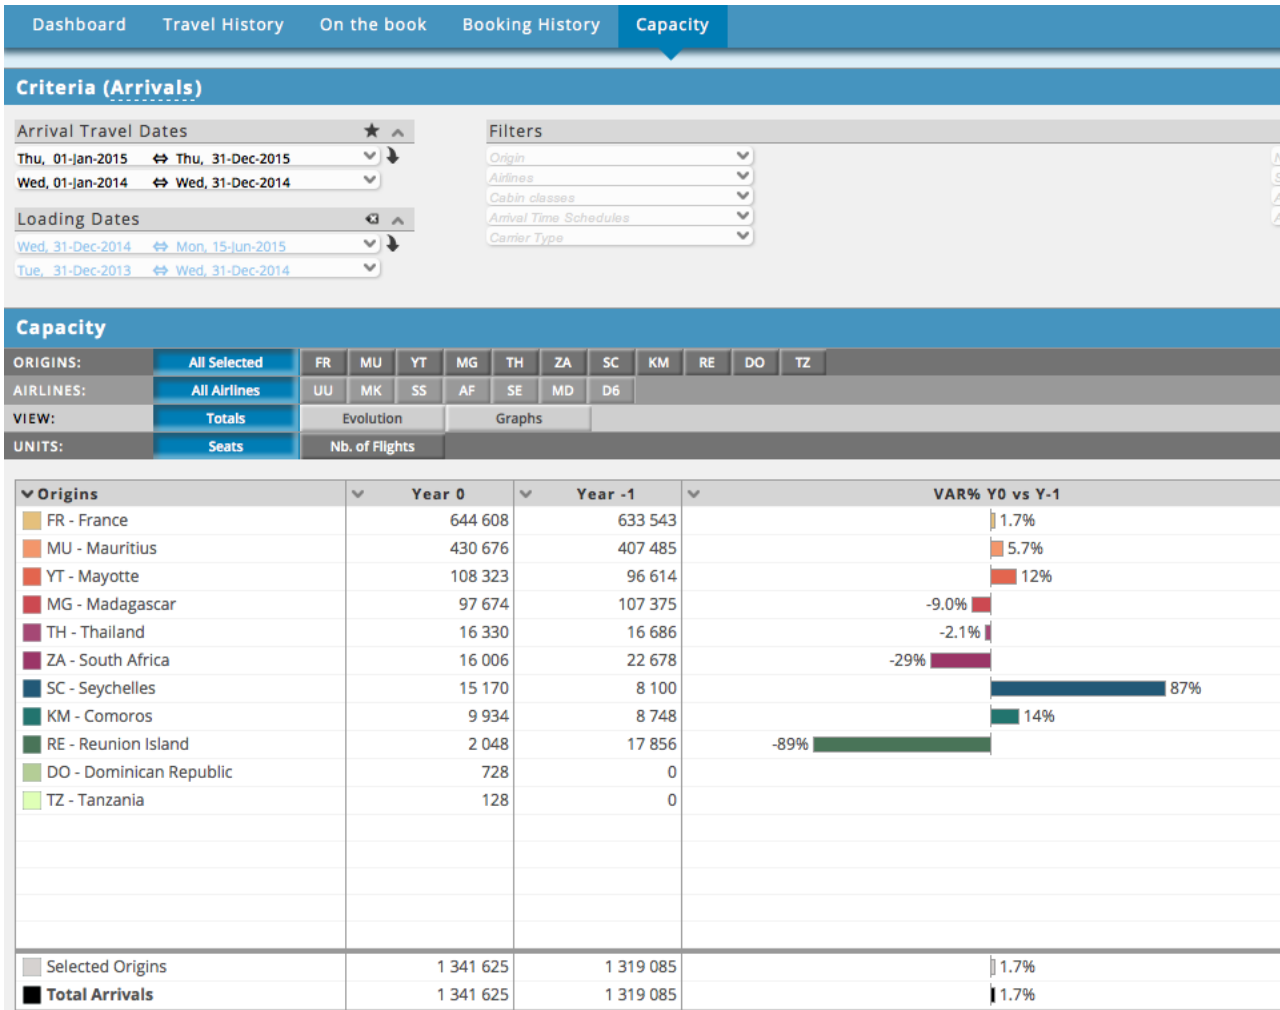 Dashboard Travel History On the book Booking History Capacity
Criteria (Arrivals)
Arrival Travel Dates
Thu, 01-Jan-2015 ⇔ Thu, 31-Dec-2015
Wed, 01-Jan-2014 ⇔ Wed, 31-Dec-2014
Loading Dates
Wed, 31-Dec-2014 ⇔ Mon, 15-Jun-2015
Tue, 31-Dec-2013 ⇔ Wed, 31-Dec-2014
Filters
Origin
Airlines
Cabin classes
Arrival Time Schedules
Carrier Type
Capacity
ORIGINS: All Selected FR MU YT MG TH ZA SC KM RE DO TZ
AIRLINES: All Airlines UU MK SS AF SE MD D6
VIEW: Totals Evolution Graphs
UNITS: Seats Nb. of Flights
Origins Year 0 Year -1 VAR% Y0 vs Y-1
FR - France 644 608 633 543 1.7%
MU - Mauritius 430 676 407 485 5.7%
YT - Mayotte 108 323 96 614 12%
MG - Madagascar 97 674 107 375 -9.0%
TH - Thailand 16 330 16 686 -2.1%
ZA - South Africa 16 006 22 678 -29%
SC - Seychelles 15 170 8 100 87%
KM - Comoros 9 934 8 748 14%
RE - Reunion Island 2 048 17 856 -89%
DO - Dominican Republic 728 0
TZ - Tanzania 128 0
Selected Origins 1 341 625 1 319 085 1.7%
Total Arrivals 1 341 625 1 319 085 1.7%